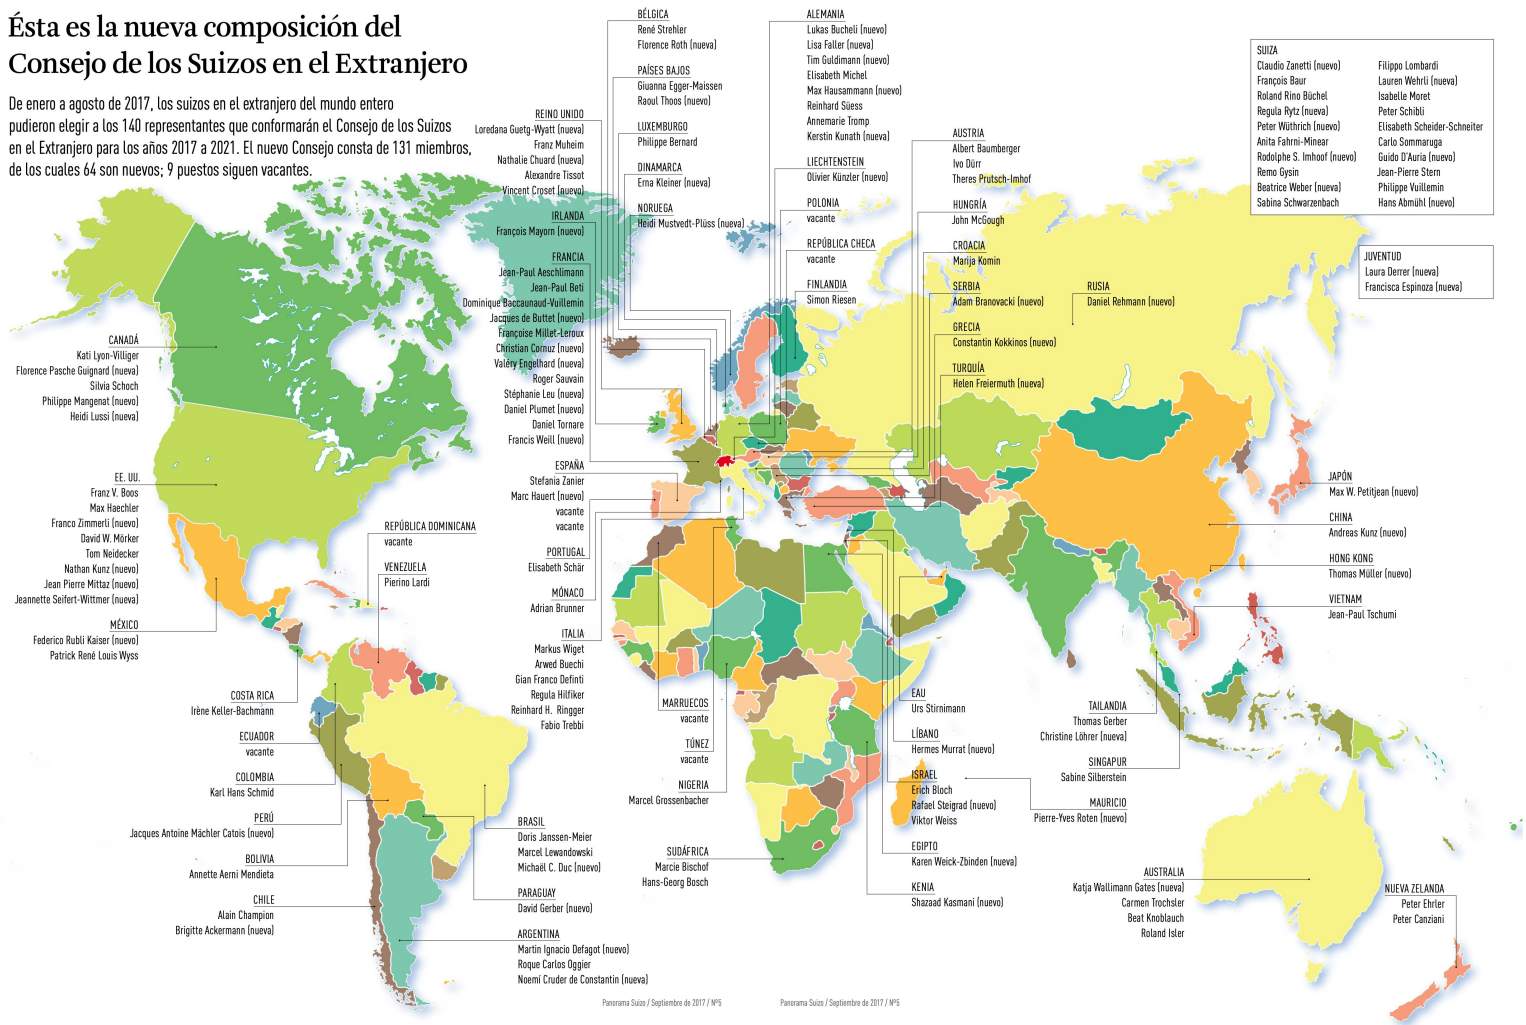 Ésta es la nueva composición del
Consejo de los Suizos en el Extranjero
De enero a agosto de 2017, los suizos en el extranjero del mundo entero
pudieron elegir a los 140 representantes que conformarán el Consejo de los Suizos
en el Extranjero para los años 2017 a 2021. El nuevo Consejo consta de 131 miembros,
de los cuales 64 son nuevos; 9 puestos siguen vacantes.
CANADÁ
Kati Lyon-Villiger
Florence Pasche Guignard (nueva)
Silvia Schoch
Philippe Mangenat (nuevo)
Heidi Lussi (nueva)
EE. UU.
Franz V. Boos
Max Haechler
Franco Zimmerli (nuevo)
David W. Mörker
Tom Neidecker
Nathan Kunz (nuevo)
Jean Pierre Mittaz (nuevo)
Jeannette Seifert-Wittmer (nueva)
MÉXICO
Federico Rubli Kaiser (nuevo)
Patrick René Louis Wyss
REPÚBLICA DOMINICANA
vacante
VENEZUELA
Pierino Lardi
COSTA RICA
Irène Keller-Bachmann
ECUADOR
vacante
COLOMBIA
Karl Hans Schmid
PERÚ
Jacques Antoine Mächler Catois (nuevo)
BOLIVIA
Annette Aerni Mendieta
CHILE
Alain Champion
Brigitte Ackermann (nueva)
BRASIL
Doris Janssen-Meier
Marcel Lewandowski
Michaël C. Duc (nuevo)
PARAGUAY
David Gerber (nuevo)
ARGENTINA
Martin Ignacio Defagot (nuevo)
Roque Carlos Oggier
Noemí Cruder de Constantin (nueva)
REINO UNIDO
Loredana Guetg-Wyatt (nueva)
Franz Muheim
Nathalie Chuard (nueva)
Alexandre Tissot
Vincent Croset (nuevo)
IRLANDA
François Mayorn (nuevo)
FRANCIA
Jean-Paul Aeschlimann
Jean-Paul Beti
Dominique Baccaunaud-Vuillemin
Jacques de Buttet (nuevo)
Françoise Millet-Leroux
Christian Cornuz (nuevo)
Valéry Engelhard (nueva)
Roger Sauvain
Stéphanie Leu (nueva)
Daniel Plumet (nuevo)
Daniel Tornare
Francis Weill (nuevo)
ESPAÑA
Stefania Zanier
Marc Hauert (nuevo)
vacante
vacante
PORTUGAL
Elisabeth Schär
MÓNACO
Adrian Brunner
ITALIA
Markus Wiget
Arwed Buechi
Gian Franco Definti
Regula Hilfiker
Reinhard H. Ringger
Fabio Trebbi
BÉLGICA
René Strehler
Florence Roth (nueva)
PAÍSES BAJOS
Giuanna Egger-Maissen
Raoul Thoos (nuevo)
LUXEMBURGO
Philippe Bernard
DINAMARCA
Erna Kleiner (nueva)
NORUEGA
Heidi Mustvedt-Plüss (nueva)
ALEMANIA
Lukas Bucheli (nuevo)
Lisa Faller (nueva)
Tim Guldimann (nuevo)
Elisabeth Michel
Max Hausammann (nuevo)
Reinhard Süess
Annemarie Tromp
Kerstin Kunath (nueva)
LIECHTENSTEIN
Olivier Künzler (nuevo)
POLONIA
vacante
REPÚBLICA CHECA
vacante
FINLANDIA
Simon Riesen
AUSTRIA
Albert Baumberger
Ivo Dürr
Theres Prutsch-Imhof
HUNGRÍA
John McGough
CROACIA
Marija Komin
SERBIA
Adam Branovacki (nuevo)
GRECIA
Constantin Kokkinos (nuevo)
TURQUÍA
Helen Freiermuth (nueva)
RUSIA
Daniel Rehmann (nuevo)
SUIZA
Claudio Zanetti (nuevo)
François Baur
Roland Rino Büchel
Regula Rytz (nueva)
Peter Wüthrich (nuevo)
Anita Fahrni-Minear
Rodolphe S. Imhoof (nuevo)
Remo Gysin
Beatrice Weber (nueva)
Sabina Schwarzenbach
Filippo Lombardi
Lauren Wehrli (nueva)
Isabelle Moret
Peter Schibli
Elisabeth Scheider-Schneiter
Carlo Sommaruga
Guido D'Auria (nuevo)
Jean-Pierre Stern
Philippe Vuillemin
Hans Abmühl (nuevo)
JUVENTUD
Laura Derrer (nueva)
Francisca Espinoza (nueva)
JAPÓN
Max W. Petitjean (nuevo)
CHINA
Andreas Kunz (nuevo)
HONG KONG
Thomas Müller (nuevo)
VIETNAM
Jean-Paul Tschumi
MARRUECOS
vacante
TÚNEZ
vacante
NIGERIA
Marcel Grossenbacher
SUDÁFRICA
Marcie Bischof
Hans-Georg Bosch
EAU
Urs Stirnimann
LÍBANO
Hermes Murrat (nuevo)
ISRAEL
Erich Bloch
Rafael Steigrad (nuevo)
Viktor Weiss
EGIPTO
Karen Weick-Zbinden (nueva)
KENIA
Shazaad Kasmani (nuevo)
TAILANDIA
Thomas Gerber
Christine Löhrer (nueva)
SINGAPUR
Sabine Silberstein
MAURICIO
Pierre-Yves Roten (nuevo)
AUSTRALIA
Katja Wallimann Gates (nueva)
Carmen Trochsler
Beat Knoblauch
Roland Isler
NUEVA ZELANDA
Peter Ehrler
Peter Canziani
Panorama Suizo / Septiembre de 2017 / Nº5
Panorama Suizo / Septiembre de 2017 / Nº5